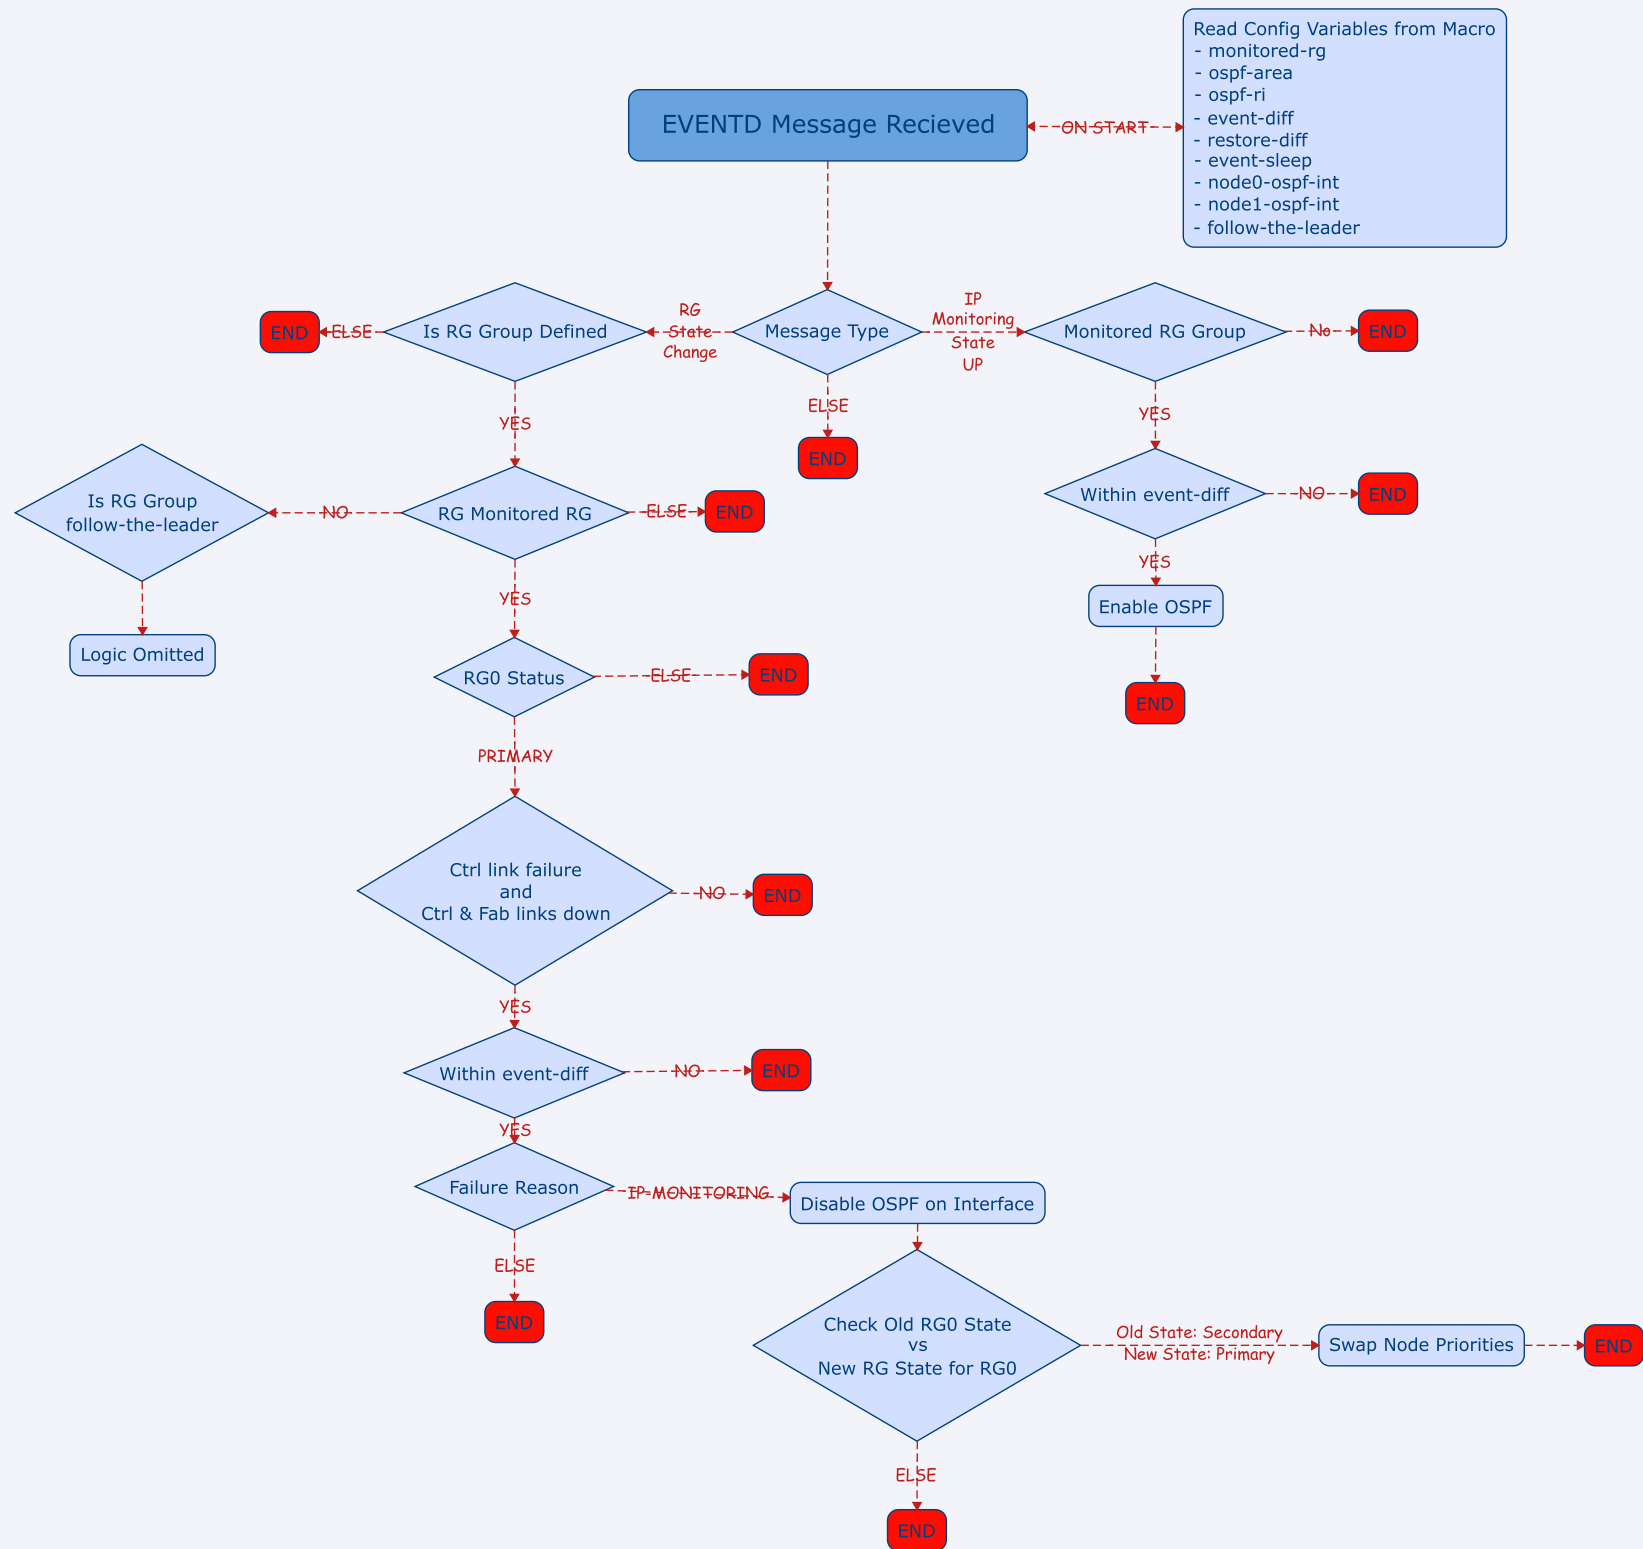 Read Config Variables from Macro
- monitored-rg
- ospf-area
- ospf-ri
- event-diff
- restore-diff
- event-sleep
- node0-ospf-int
- node1-ospf-int
- follow-the-leader
EVENTD Message Recieved
ON START
END
ELSE
Is RG Group Defined
RG
State
Change
Message Type
IP
Monitoring
State
UP
Monitored RG Group
No
END
YES
ELSE
END
YES
Is RG Group
follow-the-leader
NO
RG Monitored RG
ELSE
END
Within event-diff
NO
END
YES
YES
Enable OSPF
Logic Omitted
RG0 Status
ELSE
END
END
PRIMARY
Ctrl link failure
and
Ctrl & Fab links down
NO
END
YES
Within event-diff
NO
END
YES
Failure Reason
IP-MONITORING
Disable OSPF on Interface
ELSE
END
Check Old RG0 State
vs
New RG State for RG0
Old State: Secondary
New State: Primary
Swap Node Priorities
END
ELSE
END